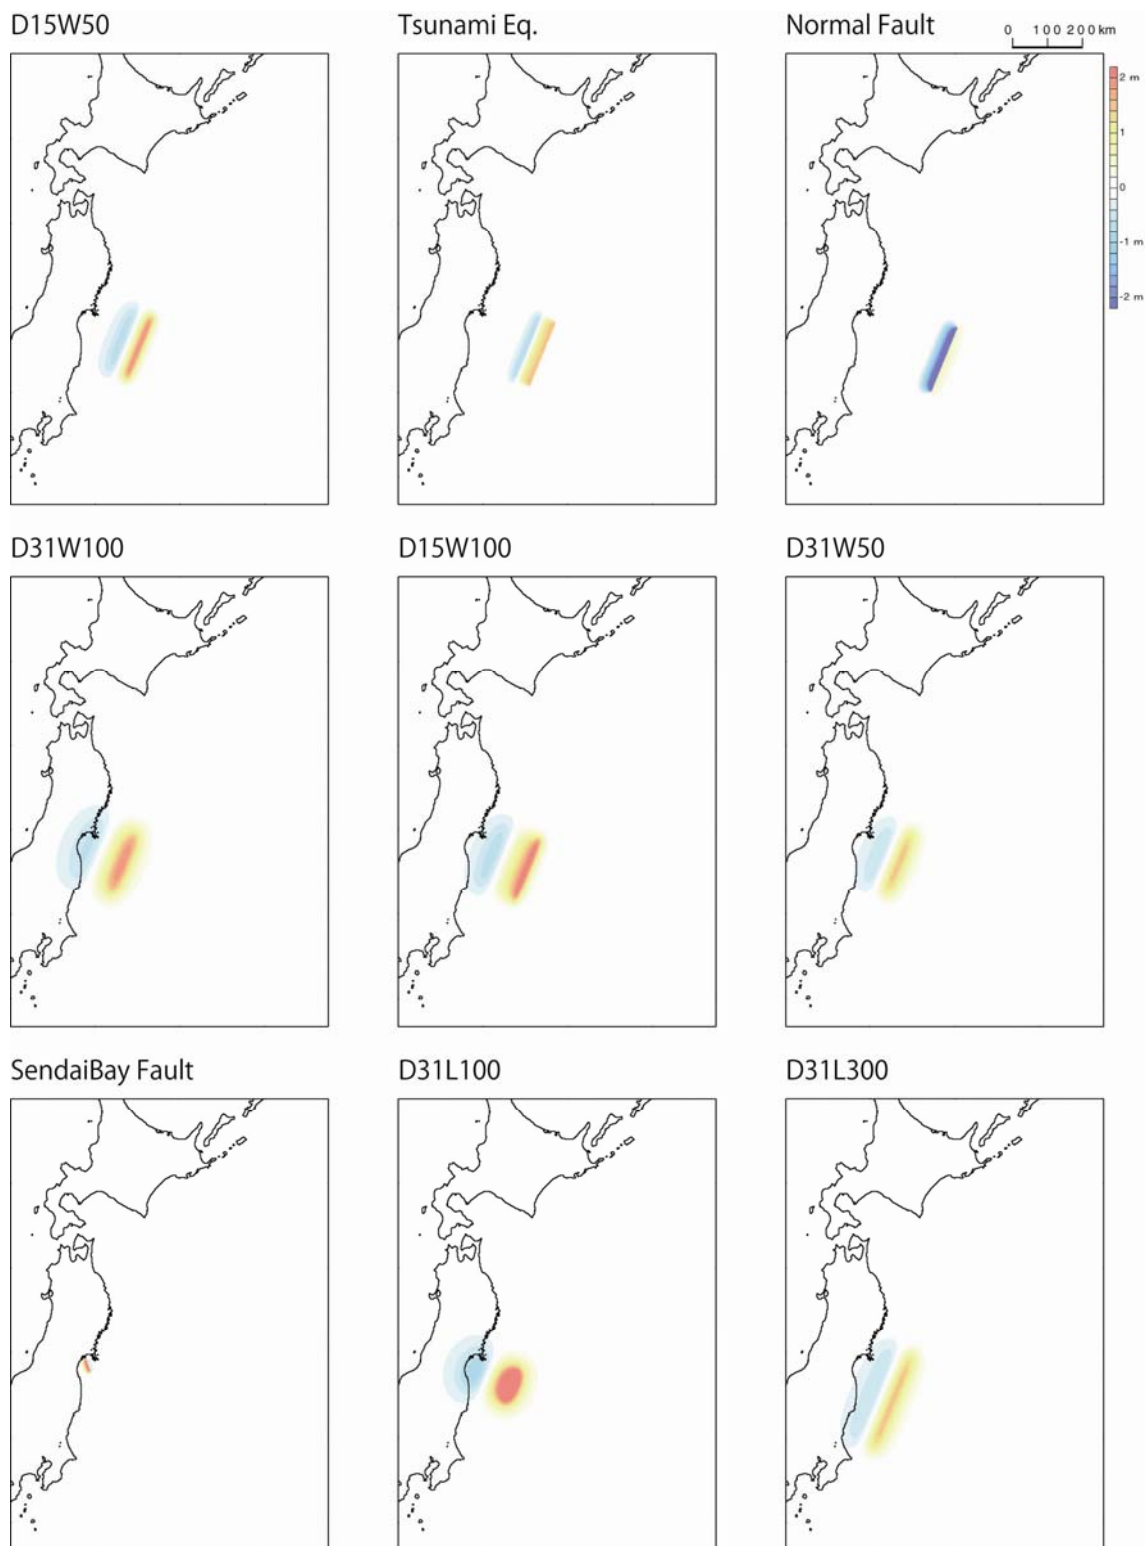 D15W50
Tsunami Eq.
Normal Fault
0 100 200 km
2 m
1
0
-1 m
-2 m
D31W100
D15W100
D31W50
SendaiBay Fault
D31L100
D31L300